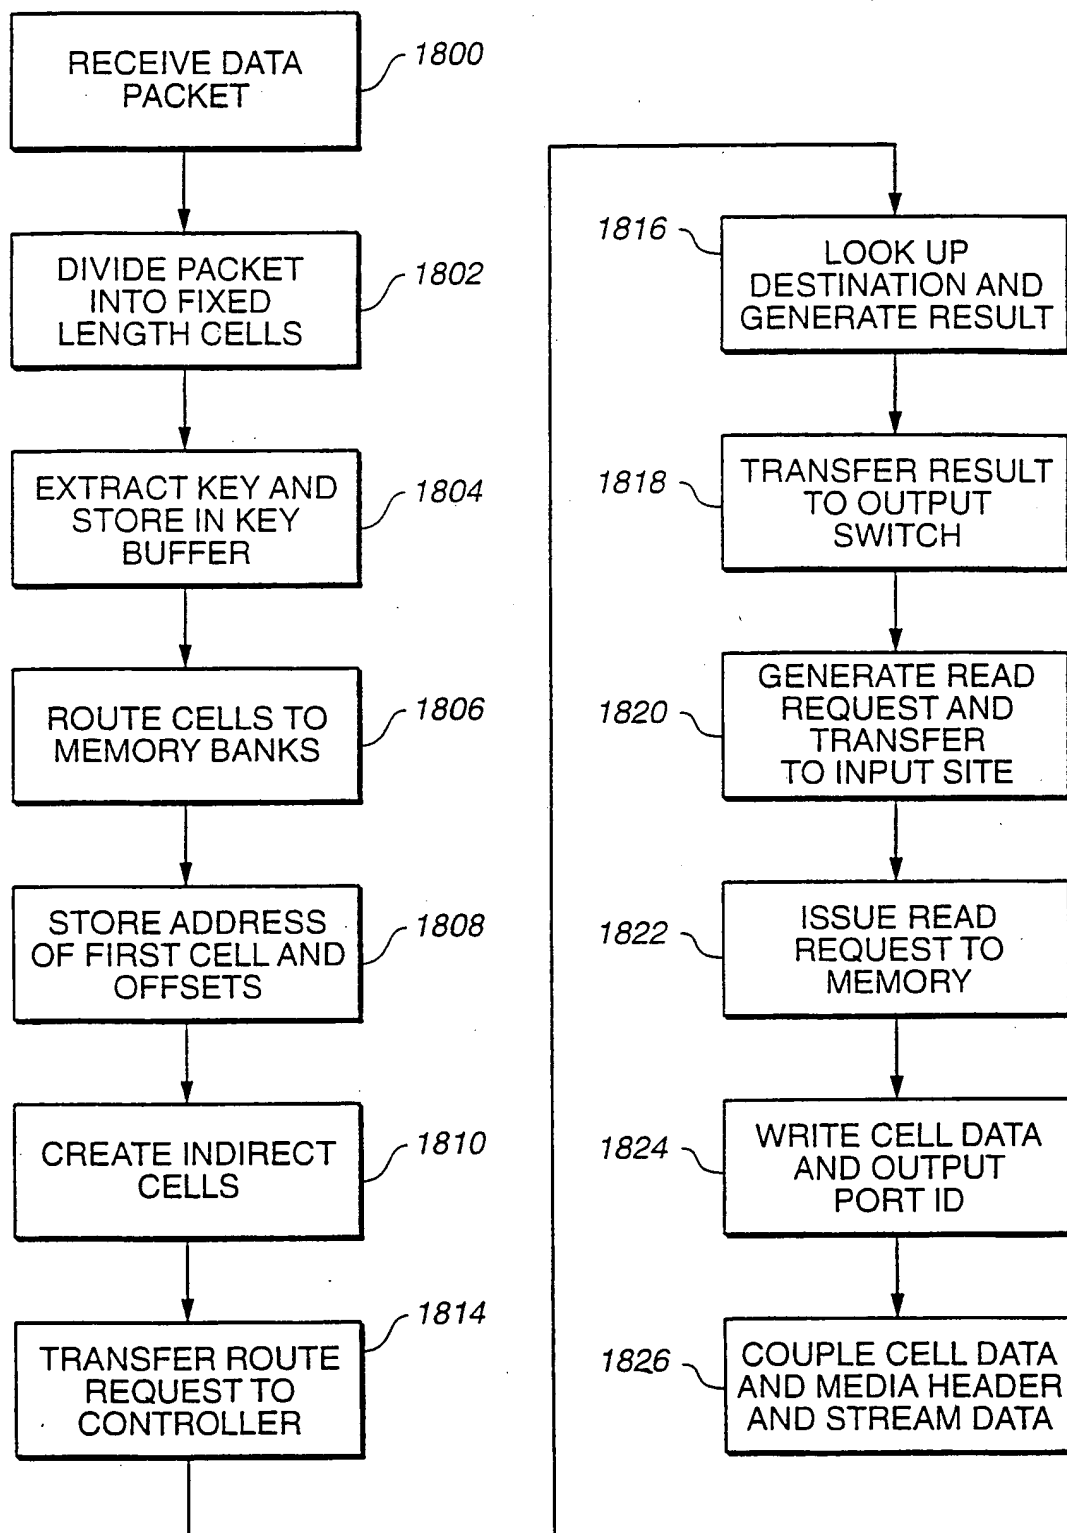 RECEIVE DATA
PACKET
1800
DIVIDE PACKET
INTO FIXED
LENGTH CELLS
1802
EXTRACT KEY AND
STORE IN KEY
BUFFER
1804
ROUTE CELLS TO
MEMORY BANKS
1806
STORE ADDRESS
OF FIRST CELL AND
OFFSETS
1808
CREATE INDIRECT
CELLS
1810
TRANSFER ROUTE
REQUEST TO
CONTROLLER
1814
1816
LOOK UP
DESTINATION AND
GENERATE RESULT
1818
TRANSFER RESULT
TO OUTPUT
SWITCH
1820
GENERATE READ
REQUEST AND
TRANSFER
TO INPUT SITE
1822
ISSUE READ
REQUEST TO
MEMORY
1824
WRITE CELL DATA
AND OUTPUT
PORT ID
1826
COUPLE CELL DATA
AND MEDIA HEADER
AND STREAM DATA